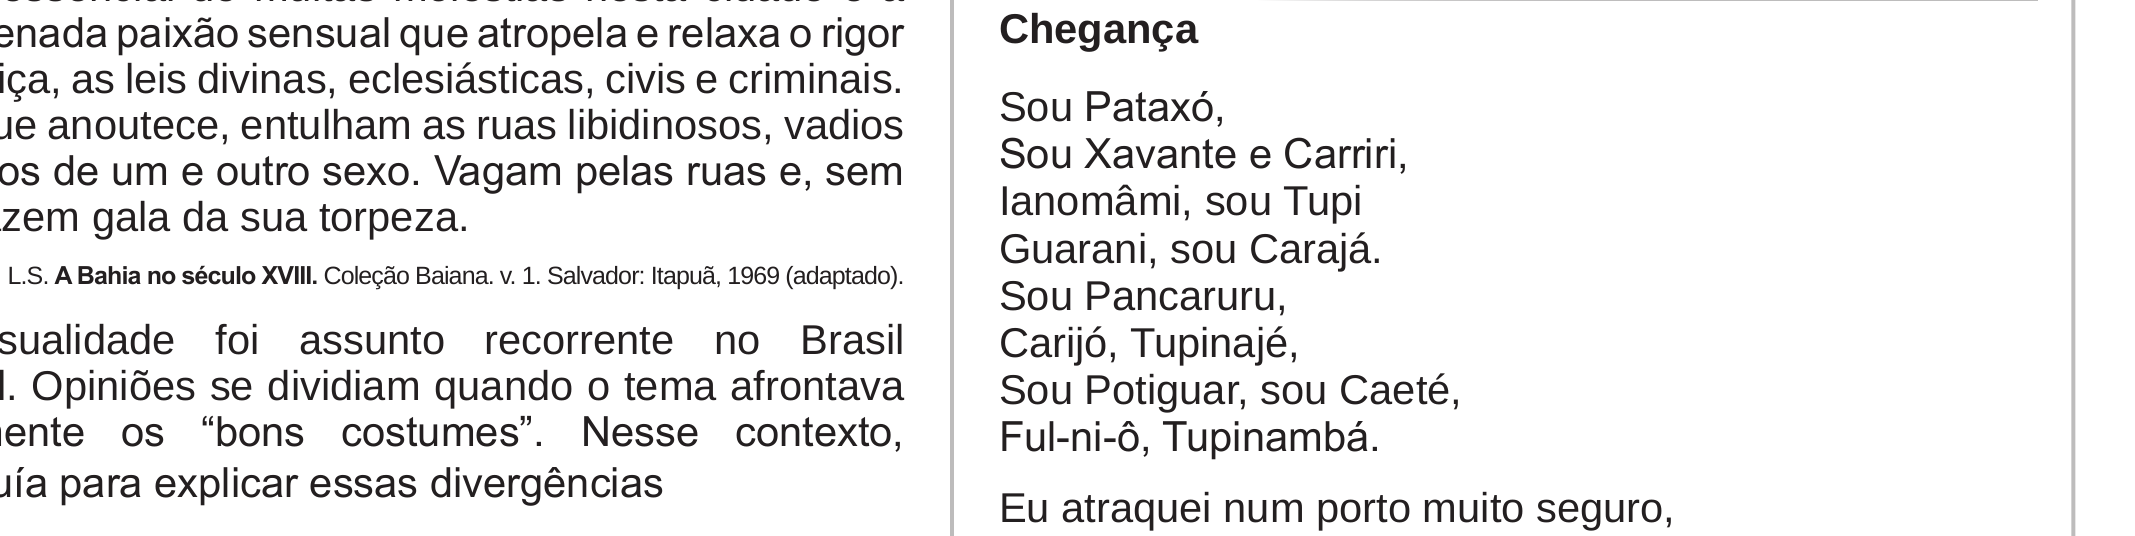 enada paixão sensual que atropela e relaxa o rigor
iça, as leis divinas, eclesiásticas, civis e criminais.
ue anoutece, entulham as ruas libidinosos, vadios
os de um e outro sexo. Vagam pelas ruas e, sem
azem gala da sua torpeza.
L.S. A Bahia no século XVIII. Coleção Baiana. v. 1. Salvador: Itapuã, 1969 (adaptado).
sualidade foi assunto recorrente no Brasil
l. Opiniões se dividiam quando o tema afrontava
mente os “bons costumes”. Nesse contexto,
uía para explicar essas divergências
Chegança
Sou Pataxó,
Sou Xavante e Carriri,
Ianomâmi, sou Tupi
Guarani, sou Carajá.
Sou Pancaruru,
Carijó, Tupinajé,
Sou Potiguar, sou Caeté,
Ful-ni-ô, Tupinambá.
Eu atraquei num porto muito seguro,